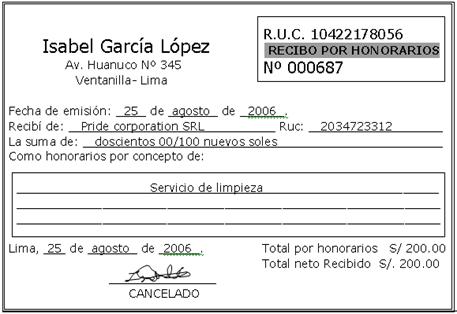 Isabel García López
Av. Huanuco Nº 345
Ventanilla- Lima
R.U.C. 10422178056
RECIBO POR HONORARIOS
Nº 000687
Fecha de emisión: 25 de agosto de 2006.
Recibí de: Pride corporation SRL Ruc: 2034723312
La suma de: doscientos 00/100 nuevos soles
Como honorarios por concepto de:
Servicio de limpieza
Lima, 25 de agosto de 2006.
Total por honorarios S/ 200.00
Total neto Recibido S/. 200.00
CANCELADO